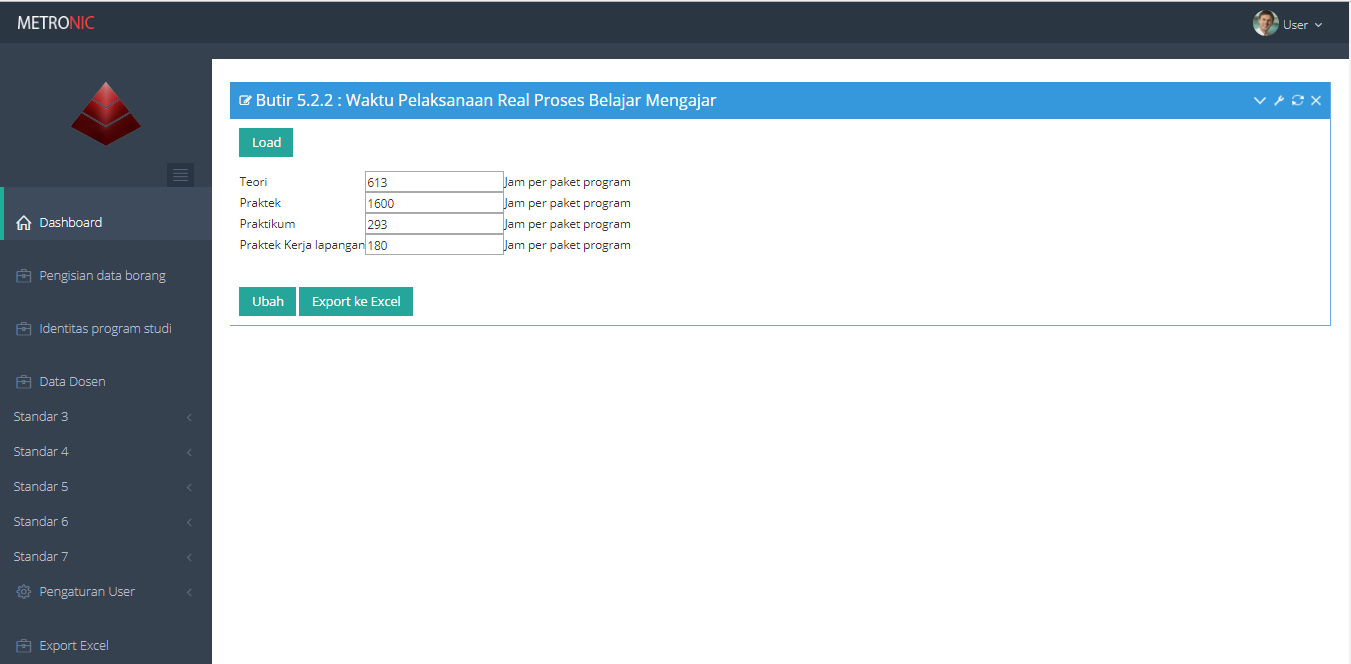 METRONIC
User
Butir 5.2.2 : Waktu Pelaksanaan Real Proses Belajar Mengajar
Load
Teori 613 Jam per paket program
Praktek 1600 Jam per paket program
Praktikum 293 Jam per paket program
Praktek Kerja lapangan 180 Jam per paket program
Ubah Export ke Excel
Dashboard
Pengisian data borang
Identitas program studi
Data Dosen
Standar 3
Standar 4
Standar 5
Standar 6
Standar 7
Pengaturan User
Export Excel